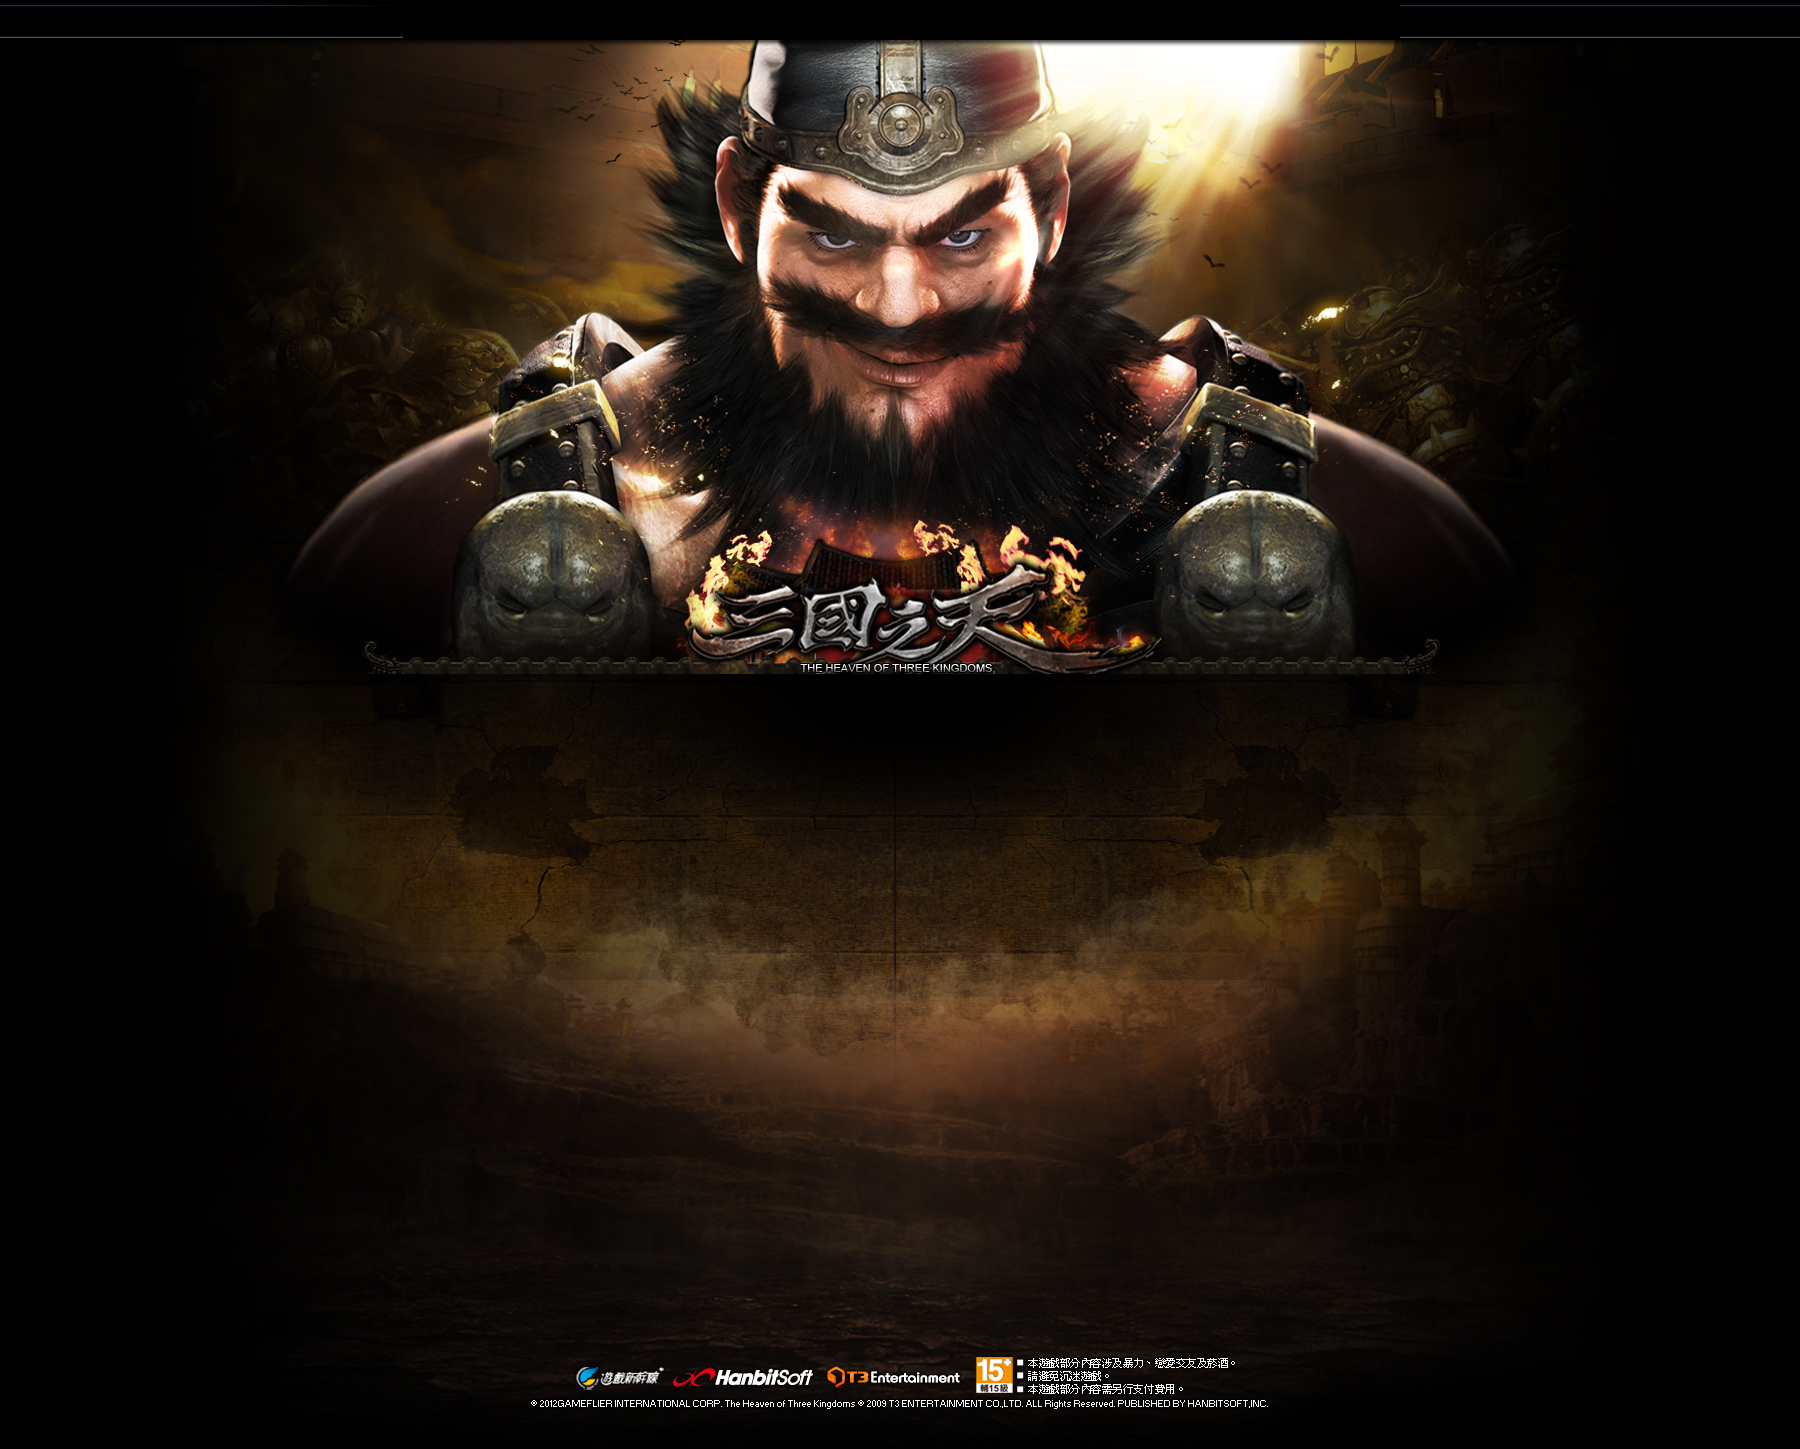 三國之天
THE HEAVEN OF THREE KINGDOMS,
遊戲新幹線 HanbitSoft T3 Entertainment
15+
輔15級
■ 本遊戲部分內容涉及暴力、戀愛交友及菸酒。
■ 請避免沉迷遊戲。
■ 本遊戲部分內容需另行支付費用。
© 2012GAMEFLIER INTERNATIONAL CORP. The Heaven of Three Kingdoms © 2009 T3 ENTERTAINMENT CO.,LTD. ALL Rights Reserved. PUBLISHED BY HANBITSOFT,INC.